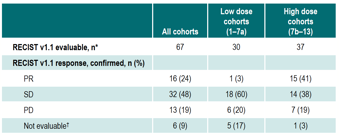 All cohorts
Low dose cohorts (1–7a)
High dose cohorts (7b–13)
RECIST v1.1 evaluable, n* 67 30 37
RECIST v1.1 response, confirmed, n (%)
PR 16 (24) 1 (3) 15 (41)
SD 32 (48) 18 (60) 14 (38)
PD 13 (19) 6 (20) 7 (19)
Not evaluable† 6 (9) 5 (17) 1 (3)